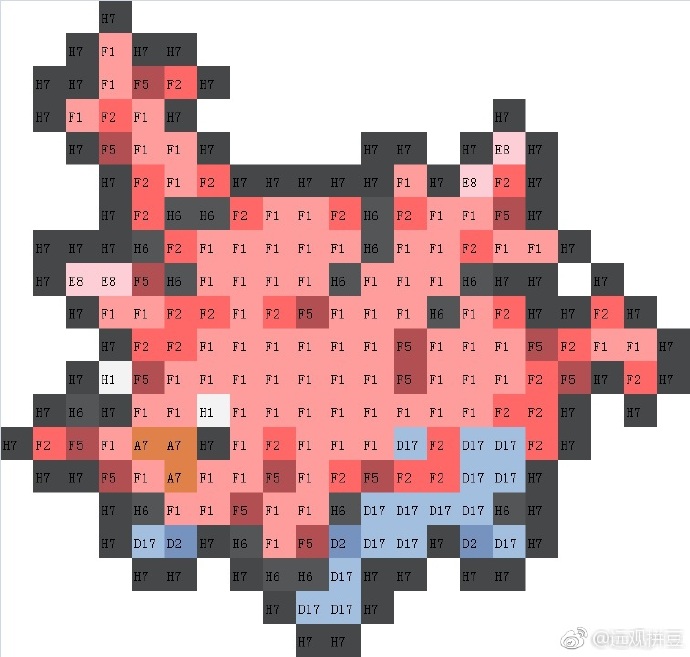 H7
H7 F1 H7 H7
H7 H7 F1 F5 F2 H7
H7 F1 F2 F1 H7 H7
H7 F5 F1 F1 H7 H7 H7 H7 E8 H7
H7 F2 F1 F2 H7 H7 H7 H7 H7 F1 H7 E8 F2 H7
H7 F2 H6 H6 F2 F1 F1 F2 H6 F2 F1 F1 F5 H7
H7 H7 H7 H6 F2 F1 F1 F1 F1 F1 H6 F1 F1 F2 F1 F1 H7
H7 E8 E8 F5 H6 F1 F1 F1 F1 H6 F1 F1 F1 H6 H7 H7 H7
H7 F1 F1 F2 F2 F1 F2 F5 F1 F1 F1 H6 F1 F2 H7 H7 F2 H7
H7 F2 F2 F1 F1 F1 F1 F1 F1 F5 F1 F1 F1 F5 F2 F1 F1 H7
H7 H1 F5 F1 F1 F1 F1 F1 F1 F1 F5 F1 F1 F1 F2 F5 H7 F2 H7
H7 H6 H7 F1 F1 H1 F1 F1 F1 F1 F1 F1 F1 F1 F2 F2 H7 H7
H7 F2 F5 F1 A7 A7 H7 F1 F2 F1 F1 F1 D17 F2 D17 D17 F2 H7
H7 H7 F5 F1 A7 F1 F1 F5 F1 F2 F5 F2 F2 D17 D17 H7
H7 H6 F1 F1 F5 F1 F1 H6 D17 D17 D17 D17 H6 H7
H7 D17 D2 H7 H6 F1 F5 D2 D17 D17 H7 D2 D17 H7
H7 H7 H7 H6 H6 D17 H7 H7 H7 H7
H7 D17 D17 H7
H7 H7
@远观拼豆